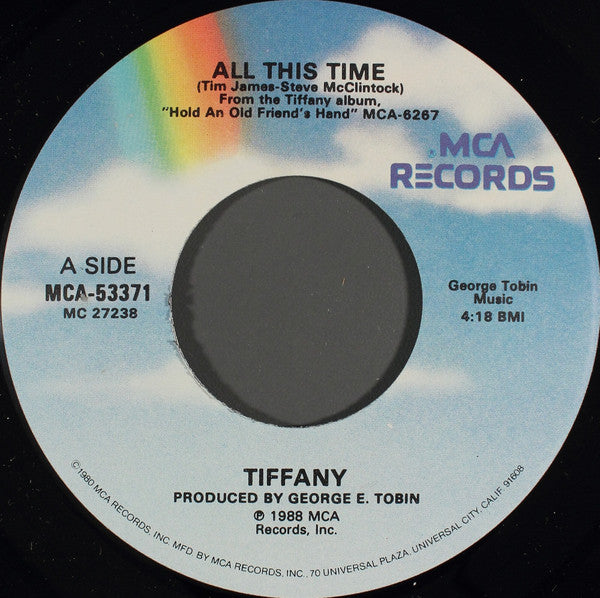 ALL THIS TIME
(Tim James-Steve McClintock)
From the Tiffany album,
"Hold An Old Friend's Hand" MCA-6267
MCA
RECORDS
A SIDE
MCA-53371
MC 27238
George Tobin
Music
4:18 BMI
TIFFANY
PRODUCED BY GEORGE E. TOBIN
℗ 1988 MCA
Records, Inc.
©1980 MCA RECORDS, INC. MFD. BY MCA RECORDS, INC., 70 UNIVERSAL PLAZA, UNIVERSAL CITY, CALIF. 91608